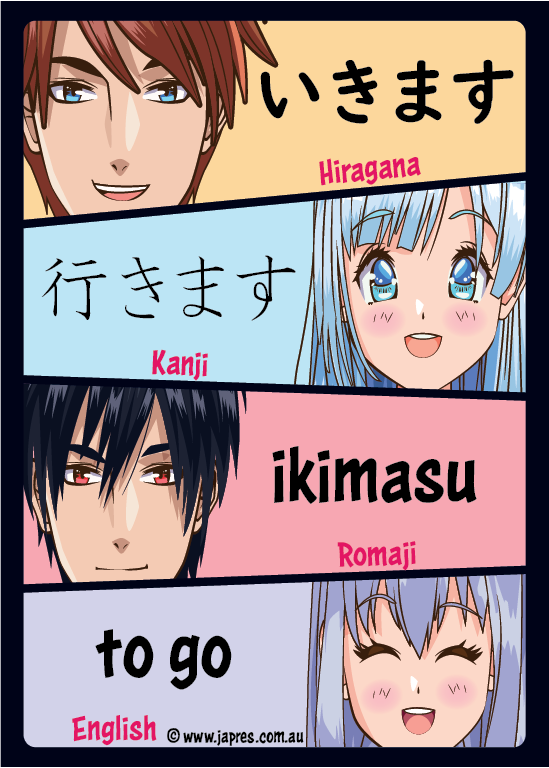 いきます
Hiragana
行きます
Kanji
ikimasu
Romaji
to go
English © www.japres.com.au